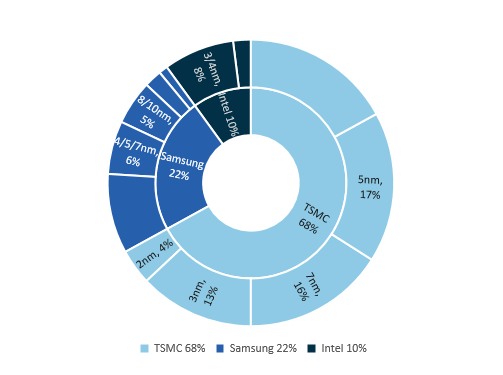 5nm,
17%
7nm,
16%
3nm,
13%
2nm, 4%
4/5/7nm,
6%
8/10nm,
5%
3/4nm,
8%
TSMC
68%
Samsung
22%
Intel 10%
TSMC 68%
Samsung 22%
Intel 10%